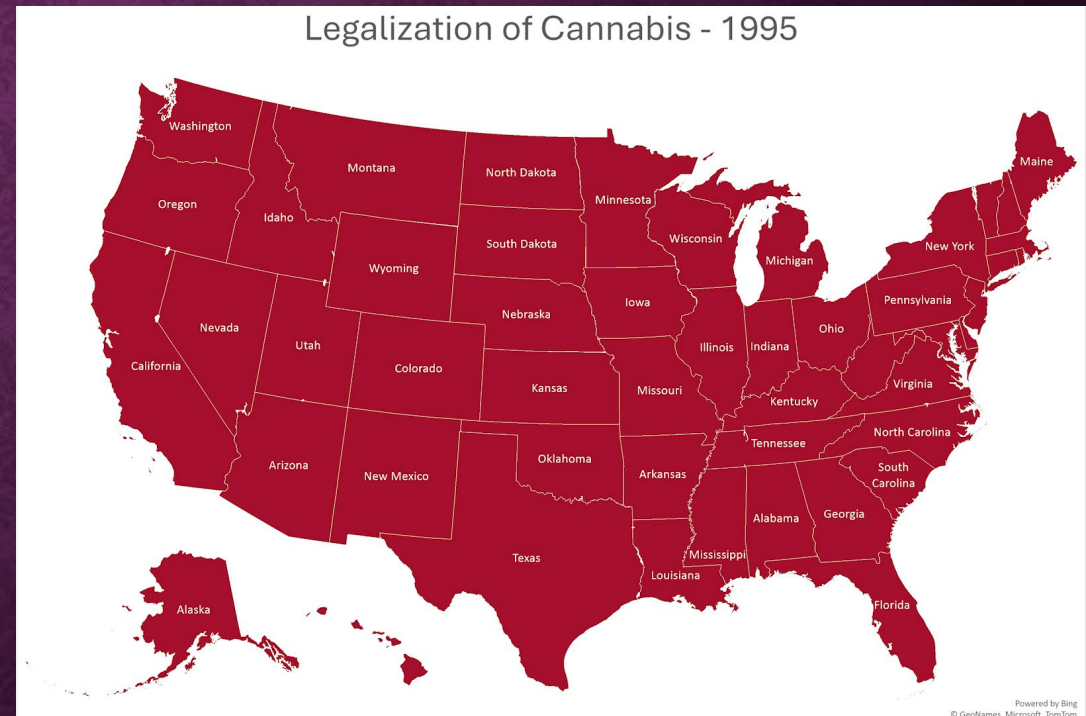 Legalization of Cannabis - 1995
Washington
Montana
North Dakota
Minnesota
Maine
Oregon
Idaho
South Dakota
Wisconsin
Michigan
New York
Wyoming
Iowa
Pennsylvania
Nebraska
Nevada
Utah
Colorado
Illinois
Indiana
Ohio
California
Kansas
Missouri
Kentucky
Virginia
North Carolina
Tennessee
Arizona
New Mexico
Oklahoma
Arkansas
South
Carolina
Alabama
Georgia
Texas
Mississippi
Louisiana
Alaska
Florida
Powered by Bing
© GeoNames, Microsoft, TomTom